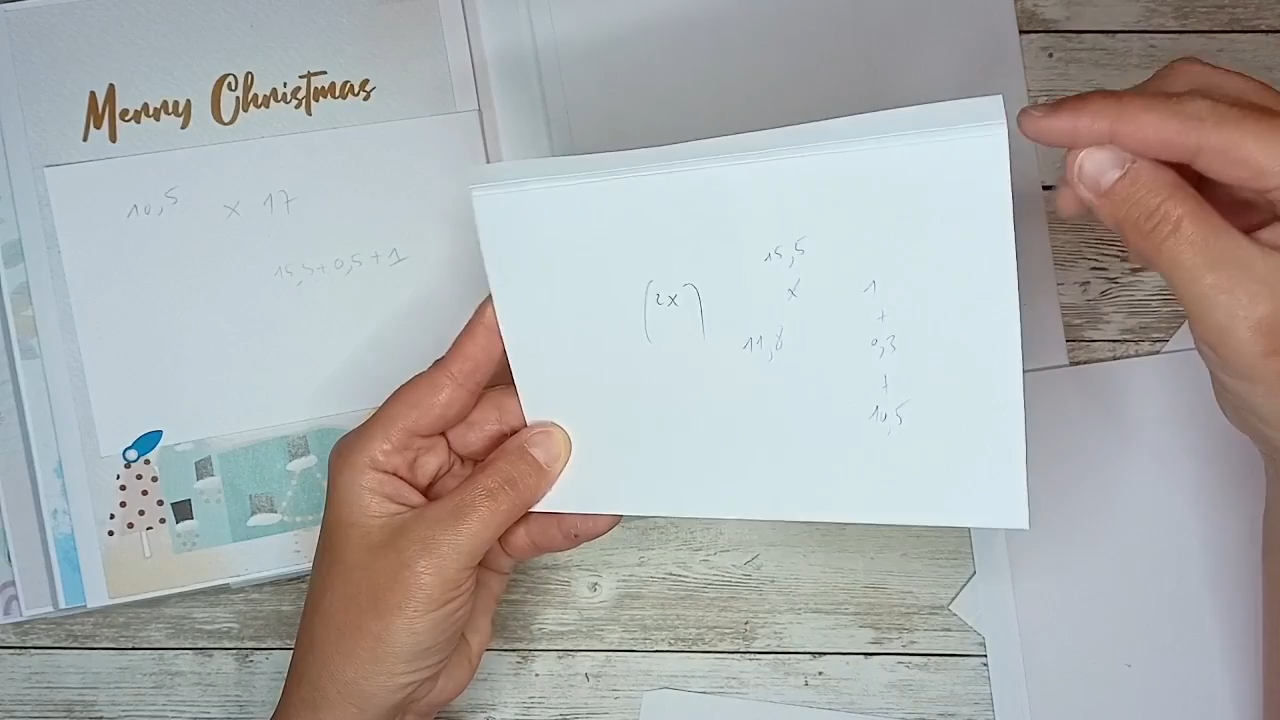 Merry Christmas
10,5 x 17
15,5+0,5+1
(2x)
15,5
x
11,8
1
+
0,3
+
10,5